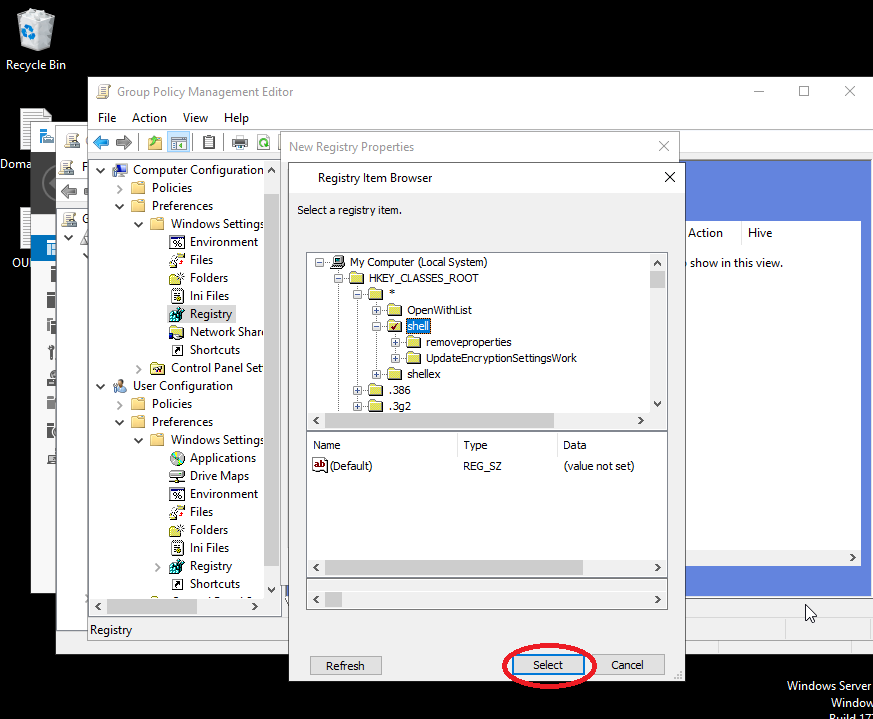 Recycle Bin
Group Policy Management Editor
File Action View Help
New Registry Properties
Registry Item Browser
Select a registry item.
Doma
OU
Computer Configuration
Policies
Preferences
Windows Settings
Environment
Files
Folders
Ini Files
Registry
Network Share
Shortcuts
Control Panel Set
User Configuration
Policies
Preferences
Windows Settings
Applications
Drive Maps
Environment
Files
Folders
Ini Files
Registry
Shortcuts
Registry
My Computer (Local System)
HKEY_CLASSES_ROOT
*
OpenWithList
shell
removeproperties
UpdateEncryptionSettingsWork
shellex
.386
.3g2
Name Type Data
ab (Default) REG_SZ (value not set)
Refresh Select Cancel
Action Hive
show in this view.
Windows Server
Window
Build 17